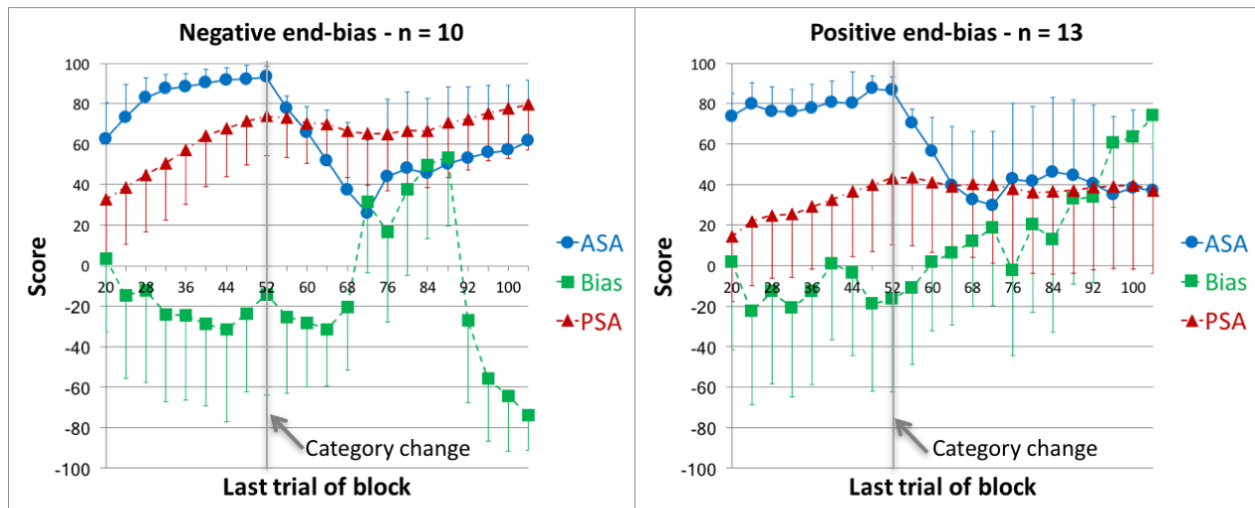 Negative end-bias - n = 10
100
80
60
40
20
0
-20
-40
-60
-80
-100
20 28 36 44 52 60 68 76 84 92 100
Score
Last trial of block
Category change
ASA
Bias
PSA
Positive end-bias - n = 13
100
80
60
40
20
0
-20
-40
-60
-80
-100
20 28 36 44 52 60 68 76 84 92 100
Score
Last trial of block
Category change
ASA
Bias
PSA